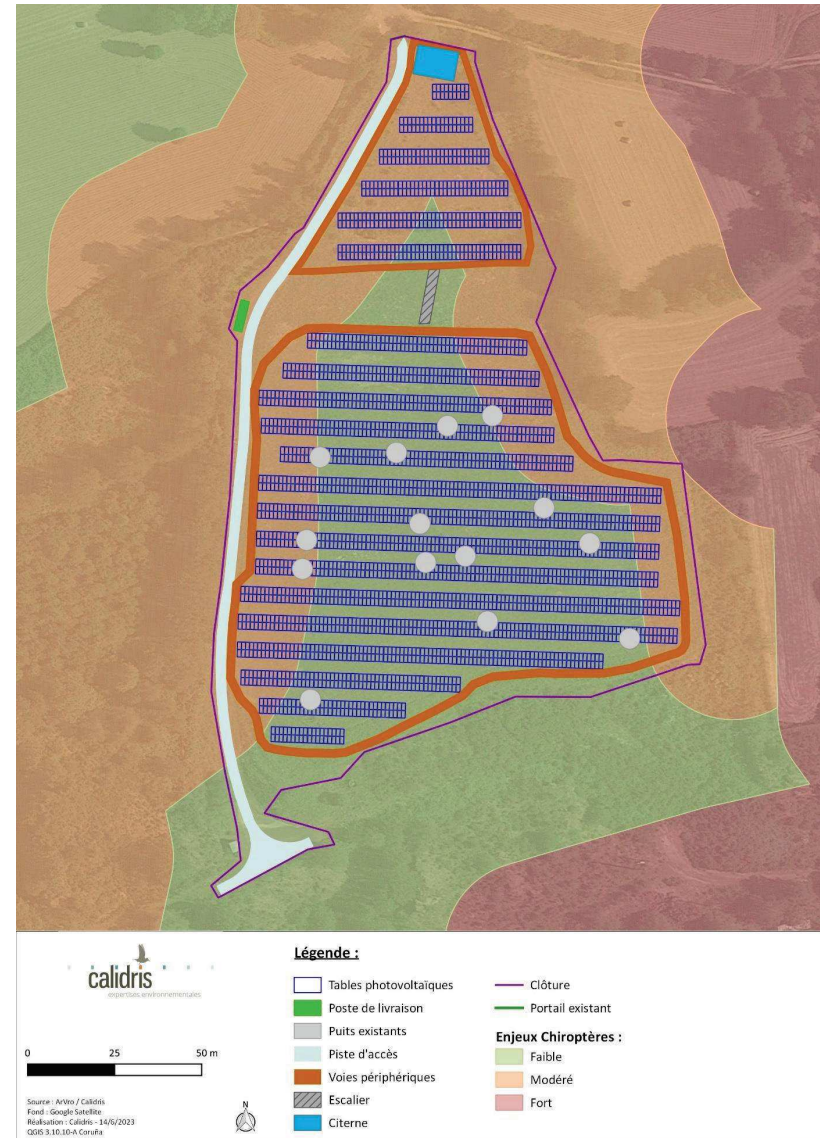 calidris
expertises environnementales
0 25 50 m
Source : ArVro / Calidris
Fond : Google Satellite
Réalisation : Calidris - 14/6/2023
QGIS 3.10.10-A Coruña
N
Légende :
Tables photovoltaïques
Poste de livraison
Puits existants
Piste d'accès
Voies périphériques
Escalier
Citerne
Clôture
Portail existant
Enjeux Chiroptères :
Faible
Modéré
Fort